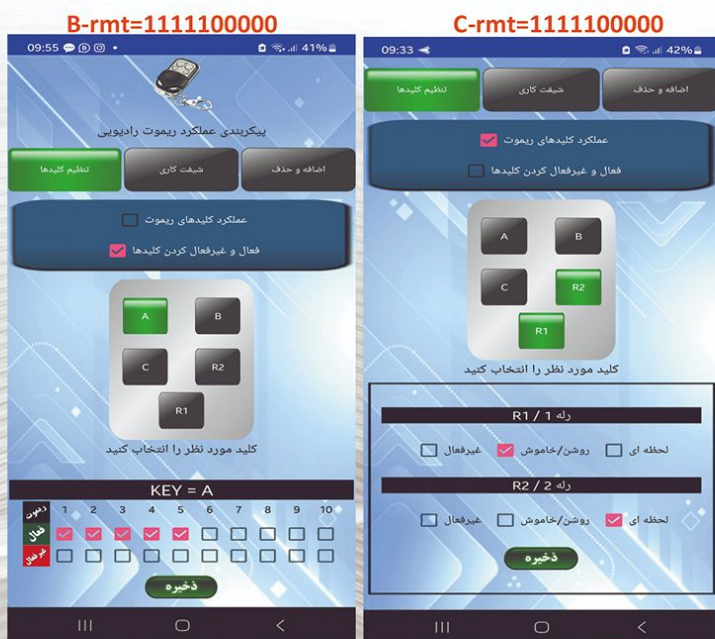 B-rmt=1111100000
09:55
41%
پیکربندی عملکرد ریموت رادیویی
اضافه و حذف
شیفت کاری
تنظیم کلیدها
عملکرد کلیدهای ریموت
فعال و غیرفعال کردن کلیدها
A
B
C
R2
R1
کلید مورد نظر را انتخاب کنید
KEY = A
ریموت 1 2 3 4 5 6 7 8 9 10
فعال
غیرفعال
ذخیره
C-rmt=1111100000
09:33
42%
اضافه و حذف
شیفت کاری
تنظیم کلیدها
عملکرد کلیدهای ریموت
فعال و غیرفعال کردن کلیدها
A
B
C
R2
R1
کلید مورد نظر را انتخاب کنید
رله 1 / R1
لحظه ای
روشن/خاموش
غیرفعال
رله 2 / R2
لحظه ای
روشن/خاموش
غیرفعال
ذخیره